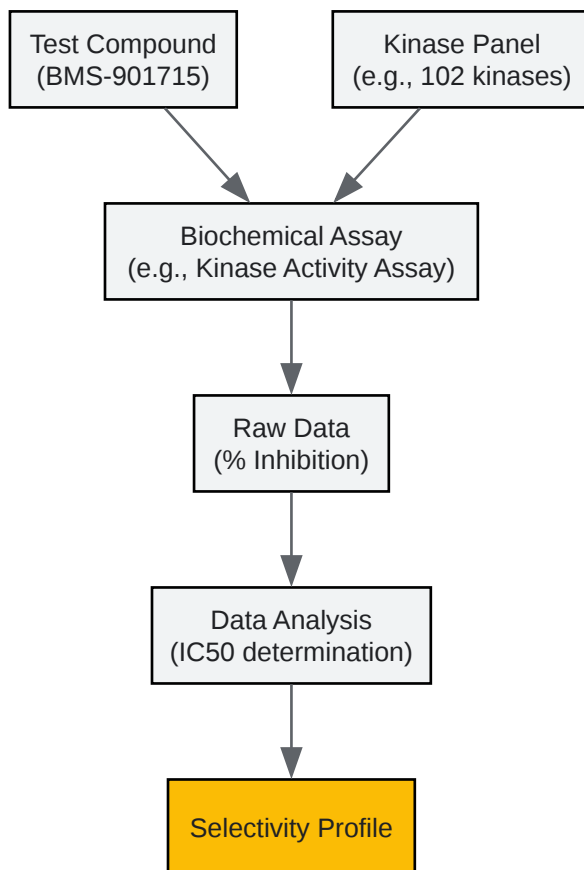 Test Compound
(BMS-901715)
Kinase Panel
(e.g., 102 kinases)
Biochemical Assay
(e.g., Kinase Activity Assay)
Raw Data
(% Inhibition)
Data Analysis
(IC50 determination)
Selectivity Profile